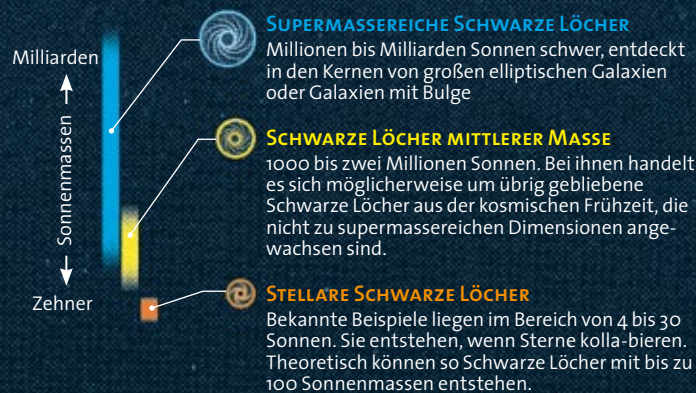 Milliarden
Sonnenmassen
Zehner
Supermassereiche Schwarze Löcher
Millionen bis Milliarden Sonnen schwer, entdeckt
in den Kernen von großen elliptischen Galaxien
oder Galaxien mit Bulge
Schwarze Löcher mittlerer Masse
1000 bis zwei Millionen Sonnen. Bei ihnen handelt
es sich möglicherweise um übrig gebliebene
Schwarze Löcher aus der kosmischen Frühzeit, die
nicht zu supermassereichen Dimensionen ange-
wachsen sind.
Stellare Schwarze Löcher
Bekannte Beispiele liegen im Bereich von 4 bis 30
Sonnen. Sie entstehen, wenn Sterne kolla-bieren.
Theoretisch können so Schwarze Löcher mit bis zu
100 Sonnenmassen entstehen.